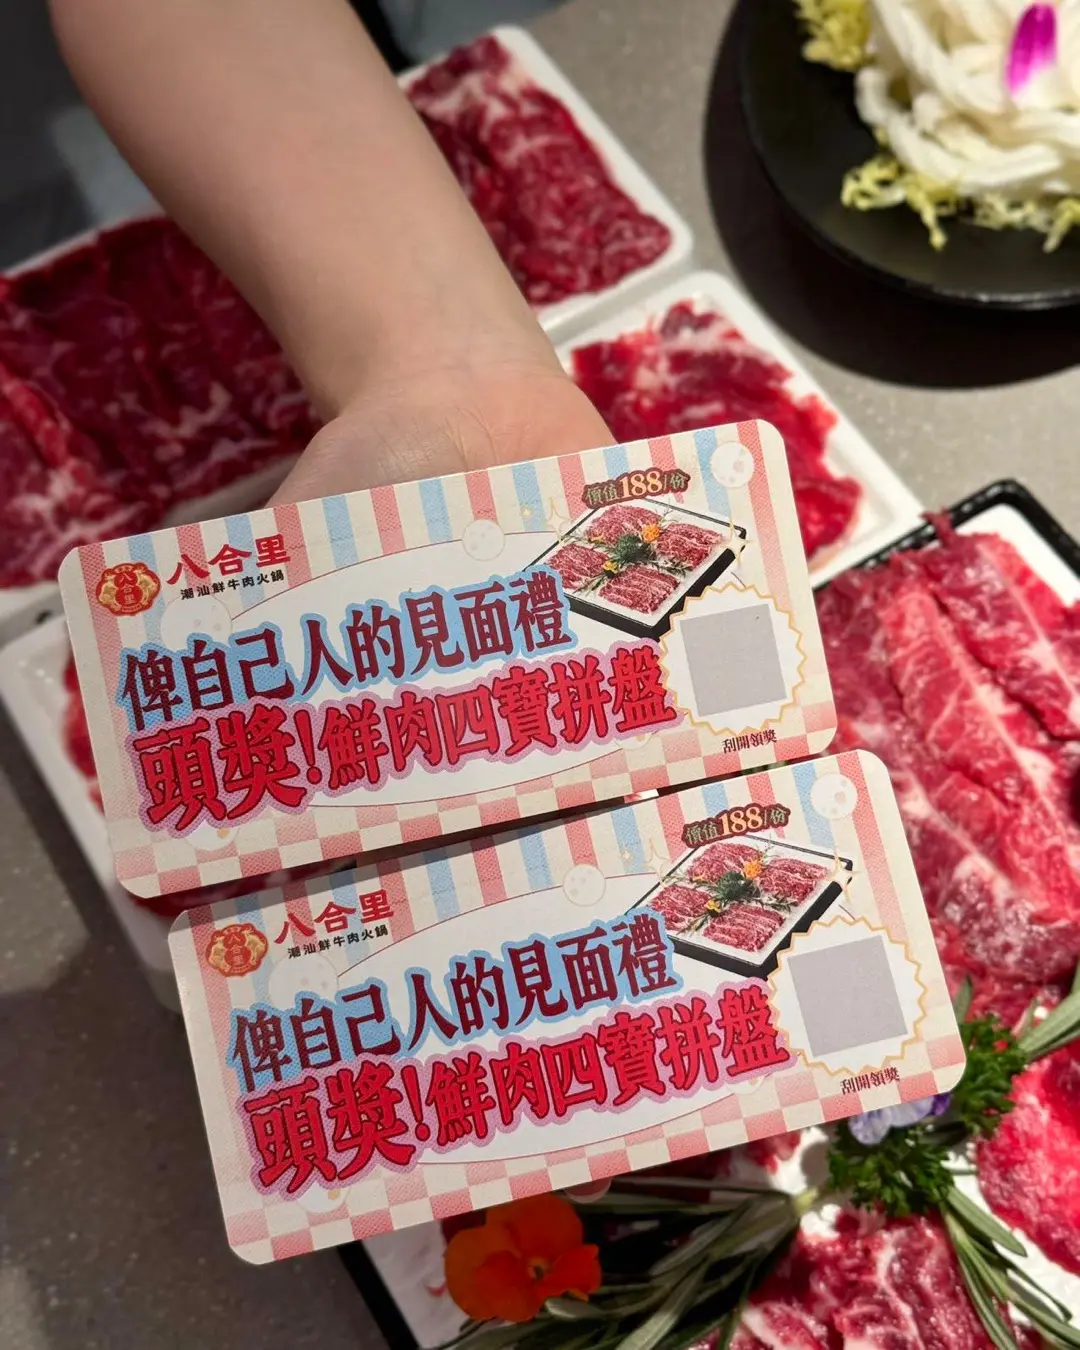 八合里
潮汕鮮牛肉火鍋
價值188/份
俾自己人的見面禮
頭獎!鮮肉四寶拼盤
刮開領獎
八合里
潮汕鮮牛肉火鍋
價值188/份
俾自己人的見面禮
頭獎!鮮肉四寶拼盤
刮開領獎